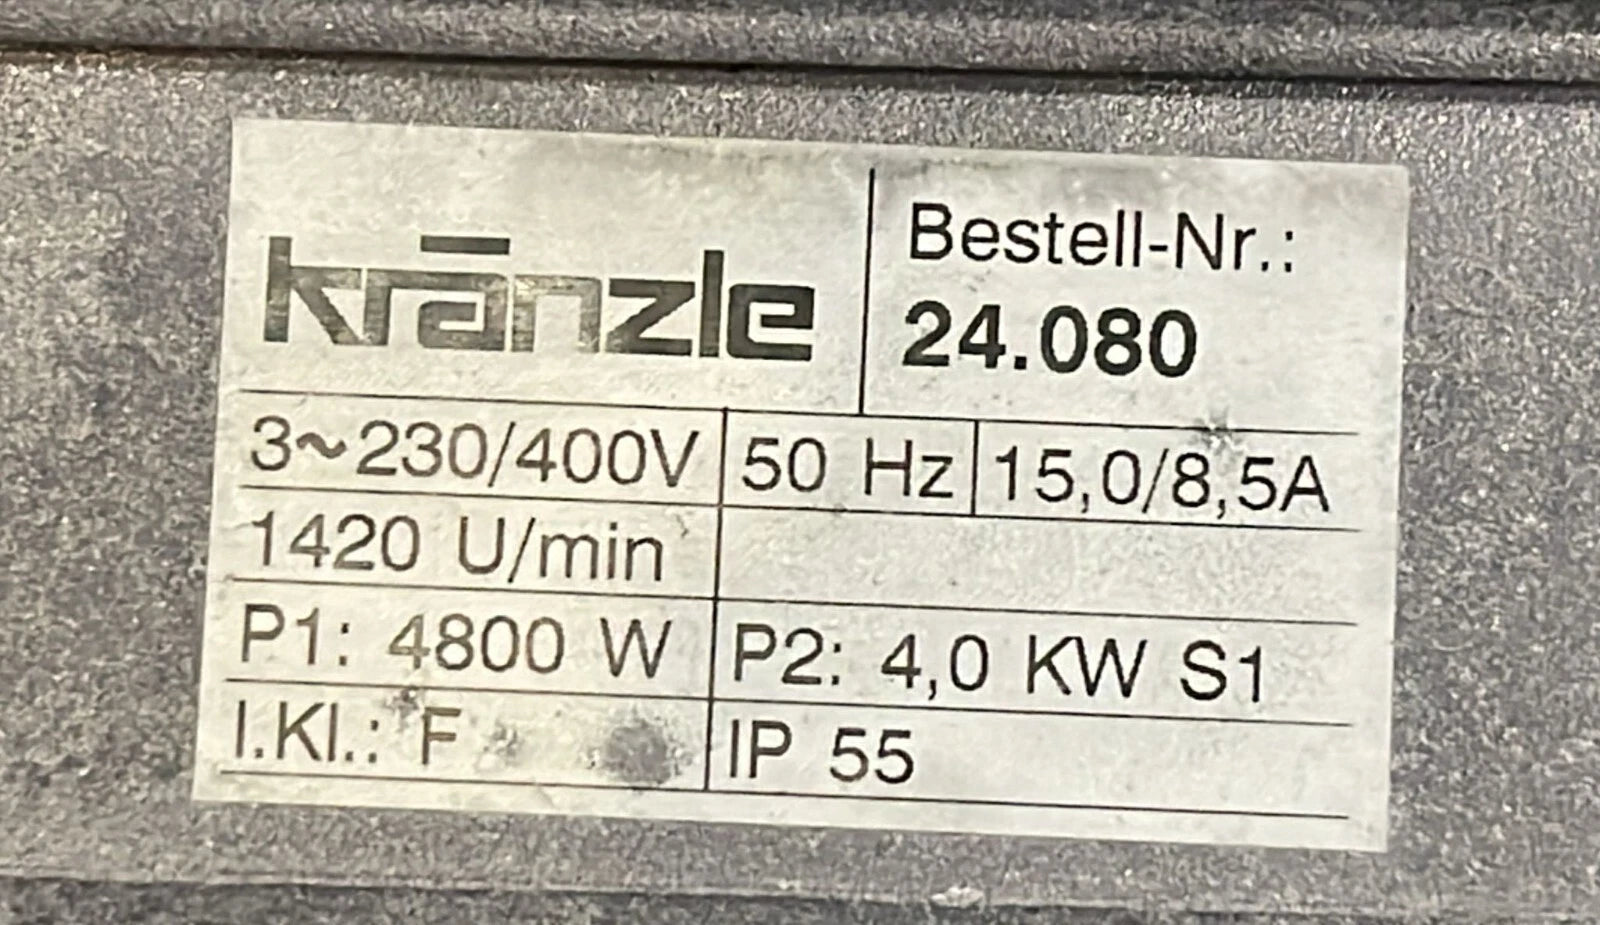 kränzle
Bestell-Nr.:
24.080
3~230/400V 50 Hz 15,0/8,5A
1420 U/min
P1: 4800 W P2: 4,0 KW S1
I.Kl.: F IP 55